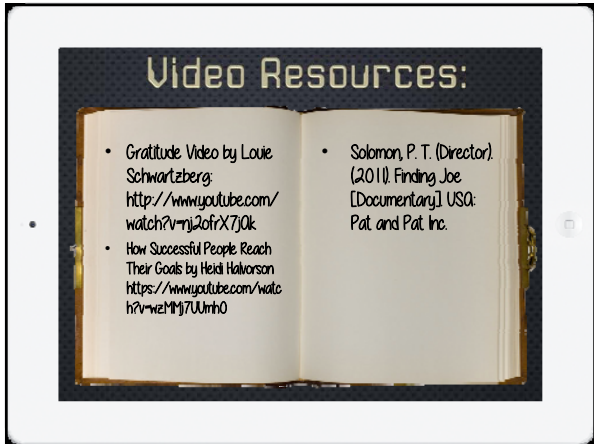 Video Resources:
• Gratitude Video by Louie
Schwartzberg:
http://www.youtube.com/
watch?v=nj2ofrX7jAk
• How Successful People Reach
Their Goals by Heidi Halvorson
https://www.youtube.com/watc
h?v=wzMMj7UUmh0
• Solomon, P. T. (Director).
(2011). Finding Joe
[Documentary]. USA:
Pat and Pat Inc.